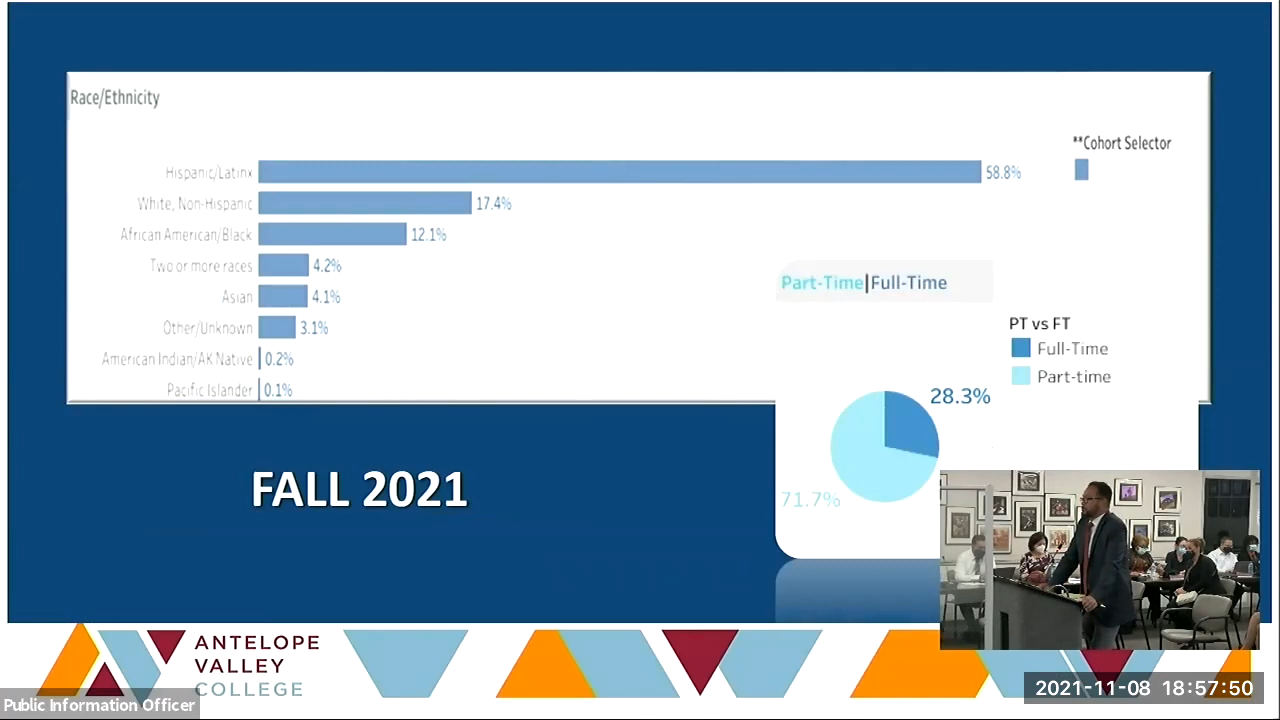 Race/Ethnicity
**Cohort Selector
Hispanic/Latinx 58.8%
White, Non-Hispanic 17.4%
African American/Black 12.1%
Two or more races 4.2%
Asian 4.1%
Other/Unknown 3.1%
American Indian/AK Native 0.2%
Pacific Islander 0.1%
Part-Time|Full-Time
PT vs FT
Full-Time
Part-time
28.3%
71.7%
FALL 2021
ANTELOPE
VALLEY
COLLEGE
Public Information Officer
2021-11-08 18:57:50